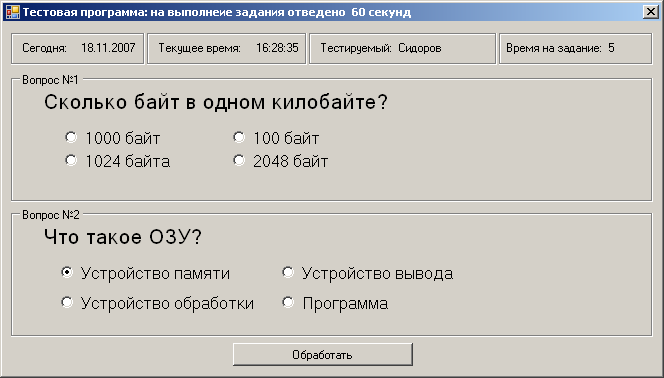 Тестовая программа: на выполнеие задания отведено 60 секунд
Сегодня: 18.11.2007 Текущее время: 16:28:35 Тестируемый: Сидоров Время на задание: 5
Вопрос №1
Сколько байт в одном килобайте?
1000 байт 100 байт
1024 байта 2048 байт
Вопрос №2
Что такое ОЗУ?
Устройство памяти Устройство вывода
Устройство обработки Программа
Обработать